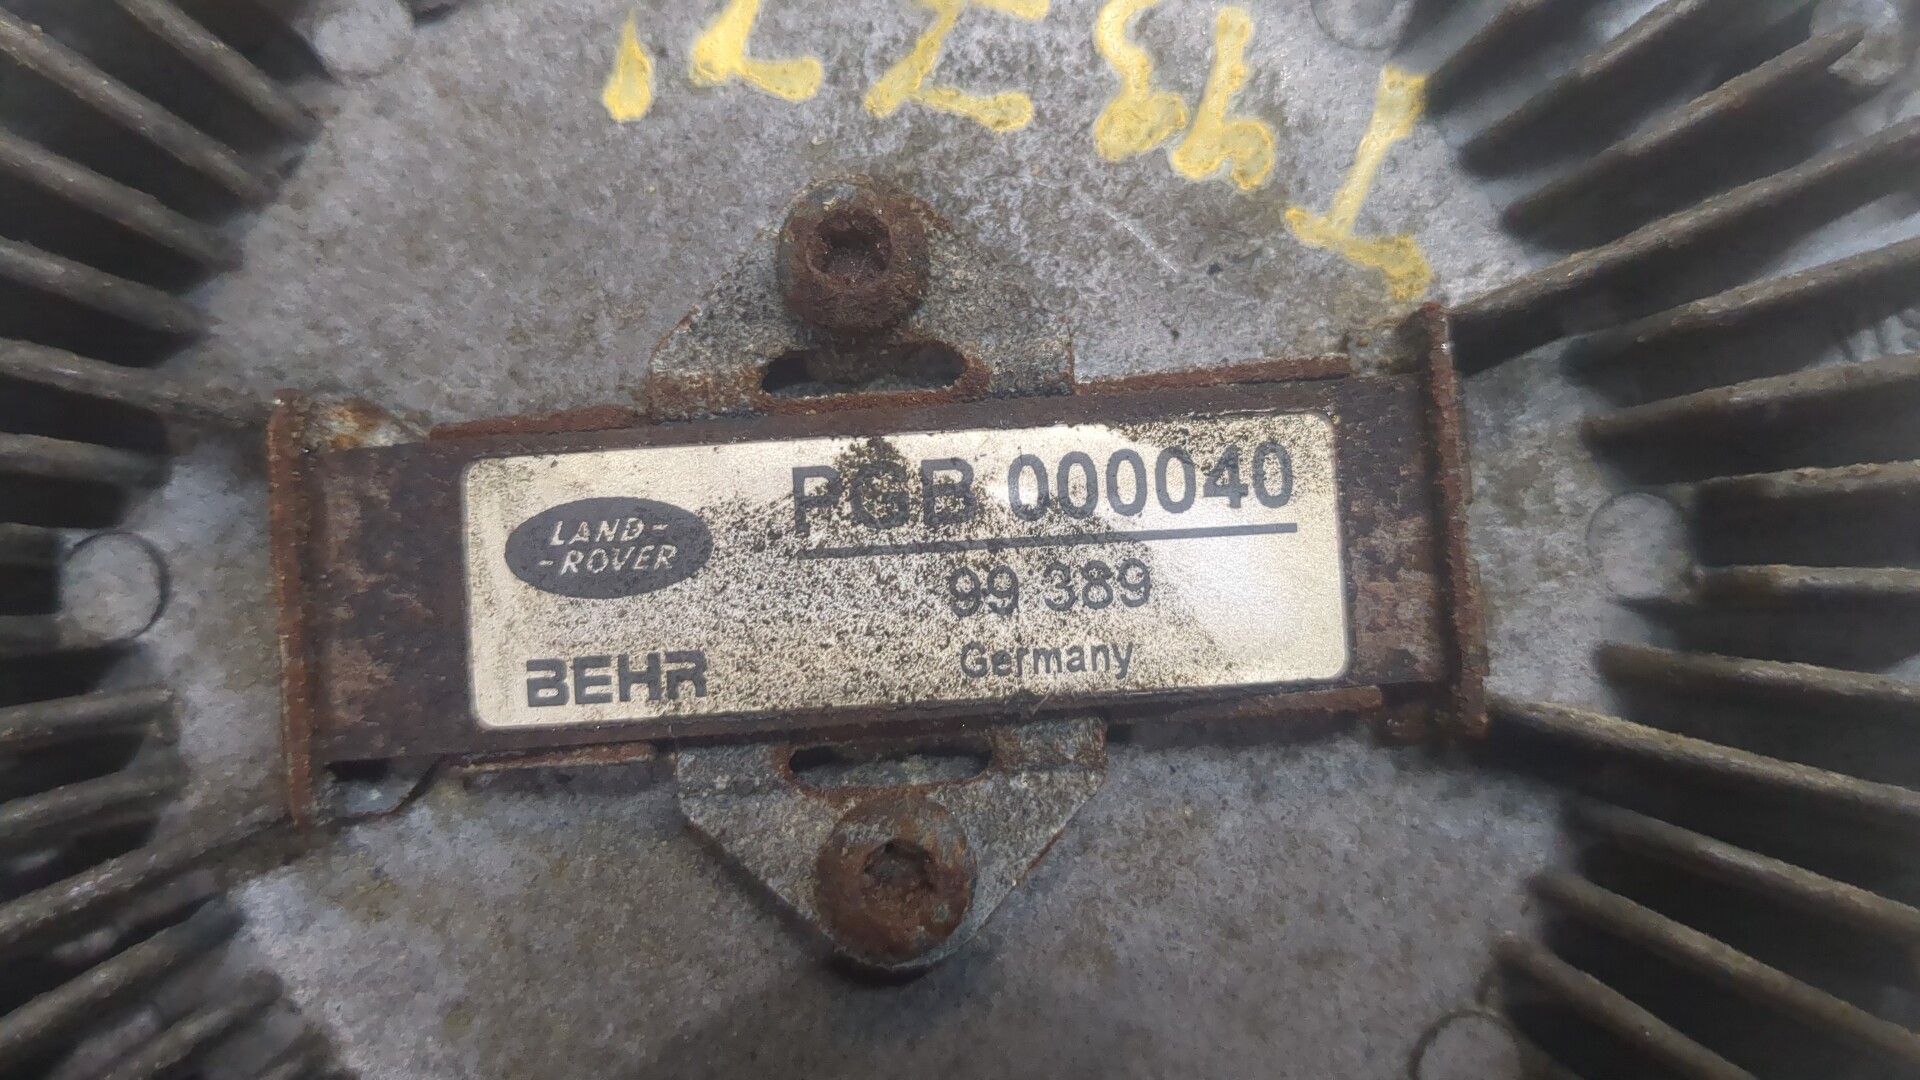 LAND-
-ROVER
PGB 000040
99 389
BEHR
Germany